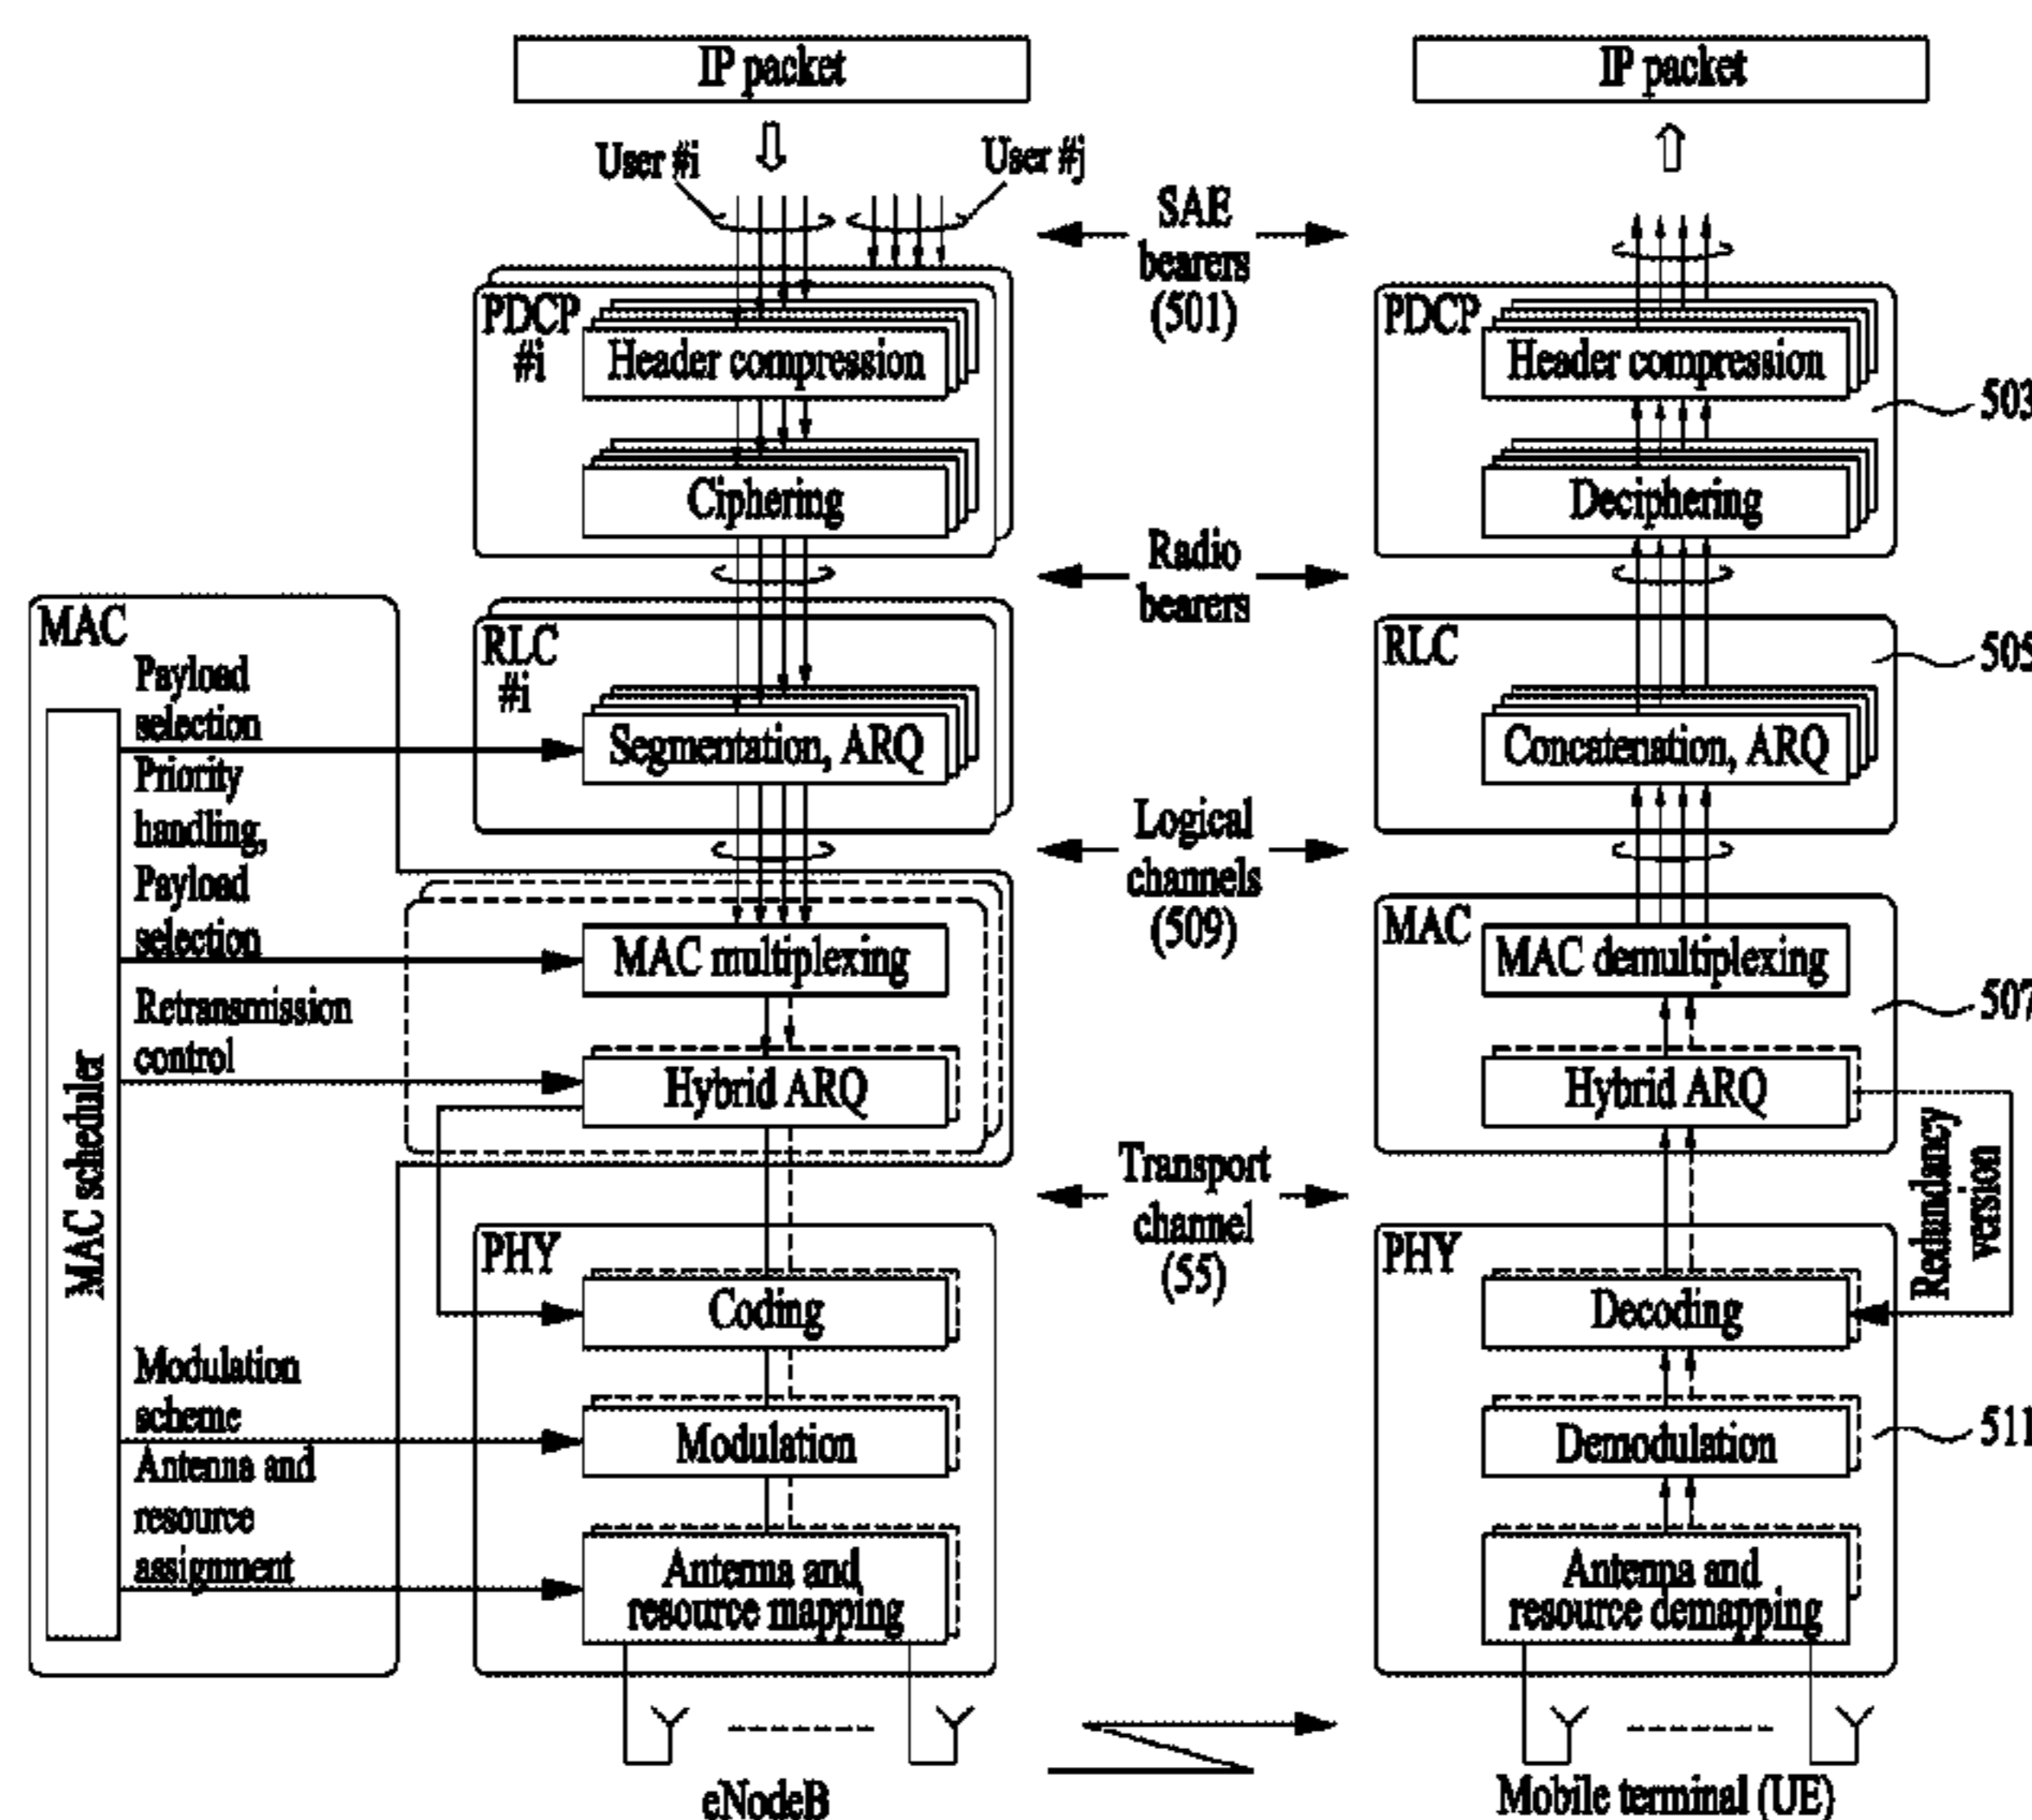 IP packet
IP packet
User #i
User #j
SAE
bearers
(501)
PDCP
#i
Header compression
Ciphering
PDCP
Header compression
503
Deciphering
Radio
bearers
MAC
Payload
selection
Priority
handling,
Payload
selection
Retransmission
control
MAC scheduler
Modulation
scheme
Antenna and
resource
assignment
RLC
#i
Segmentation, ARQ
RLC
505
Concatenation, ARQ
Logical
channels
(509)
MAC multiplexing
Hybrid ARQ
MAC
MAC demultiplexing
507
Hybrid ARQ
Redundancy
version
Transport
channel
(55)
PHY
Coding
Modulation
Antenna and
resource mapping
PHY
Decoding
Demodulation
511
Antenna and
resource demapping
eNodeB
Mobile terminal (UE)